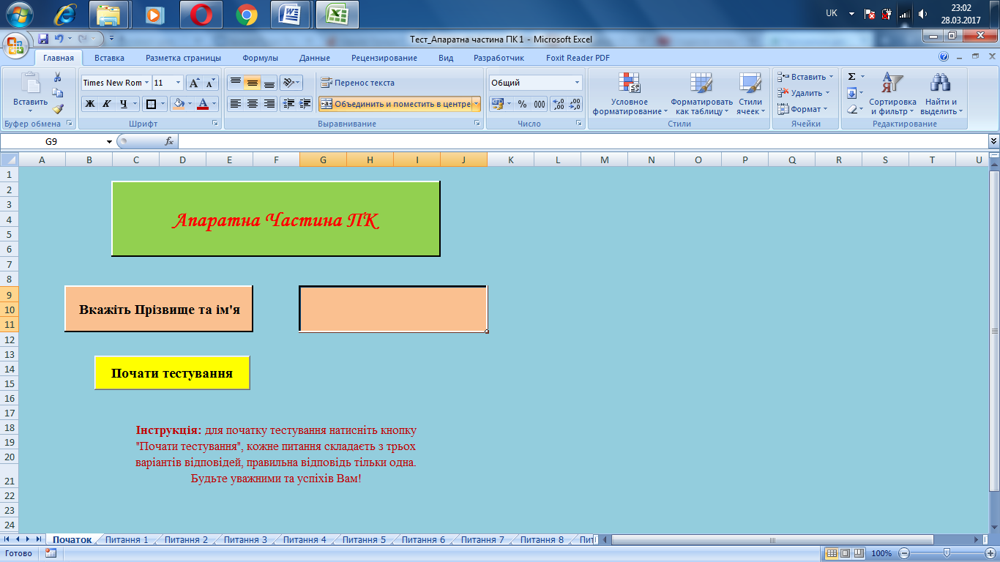 UK
23:02
28.03.2017
Тест_Апаратна частина ПК 1 - Microsoft Excel
Главная Вставка Разметка страницы Формулы Данные Рецензирование Вид Разработчик Foxit Reader PDF
Вставить
Буфер обмена
Times New Rom 11
Ж К Ч
Шрифт
Перенос текста
Объединить и поместить в центре
Выравнивание
Общий
% 000
Число
Условное форматирование
Форматировать как таблицу
Стили ячеек
Стили
Вставить
Удалить
Формат
Ячейки
Сортировка и фильтр
Найти и выделить
Редактирование
G9
fx
A B C D E F G H I J K L M N O P Q R S T U
1
2
3
4
5
6
7
8
9
10
11
12
13
14
15
16
17
18
19
20
21
22
23
24
Апаратна Частина ПК
Вкажіть Прізвище та ім'я
Почати тестування
Інструкція: для початку тестування натисніть кнопку
"Почати тестування", кожне питання складаєть з трьох
варіантів відповідей, правильна відповідь тільки одна.
Будьте уважними та успіхів Вам!
Початок Питання 1 Питання 2 Питання 3 Питання 4 Питання 5 Питання 6 Питання 7 Питання 8 Пит
Готово
100%